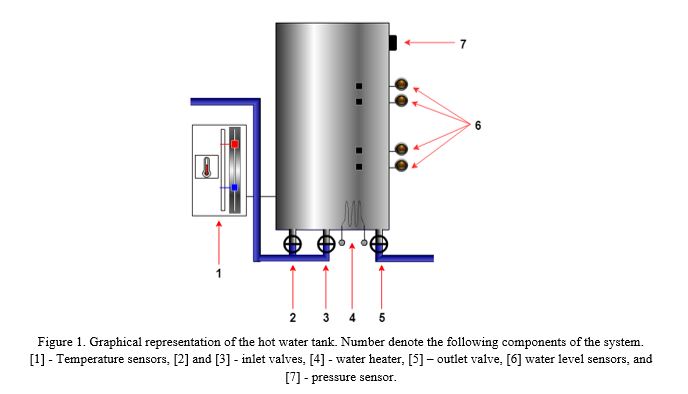 7
6
1
2 3 4 5
Figure 1. Graphical representation of the hot water tank. Number denote the following components of the system.
[1] - Temperature sensors, [2] and [3] - inlet valves, [4] - water heater, [5] – outlet valve, [6] water level sensors, and
[7] - pressure sensor.